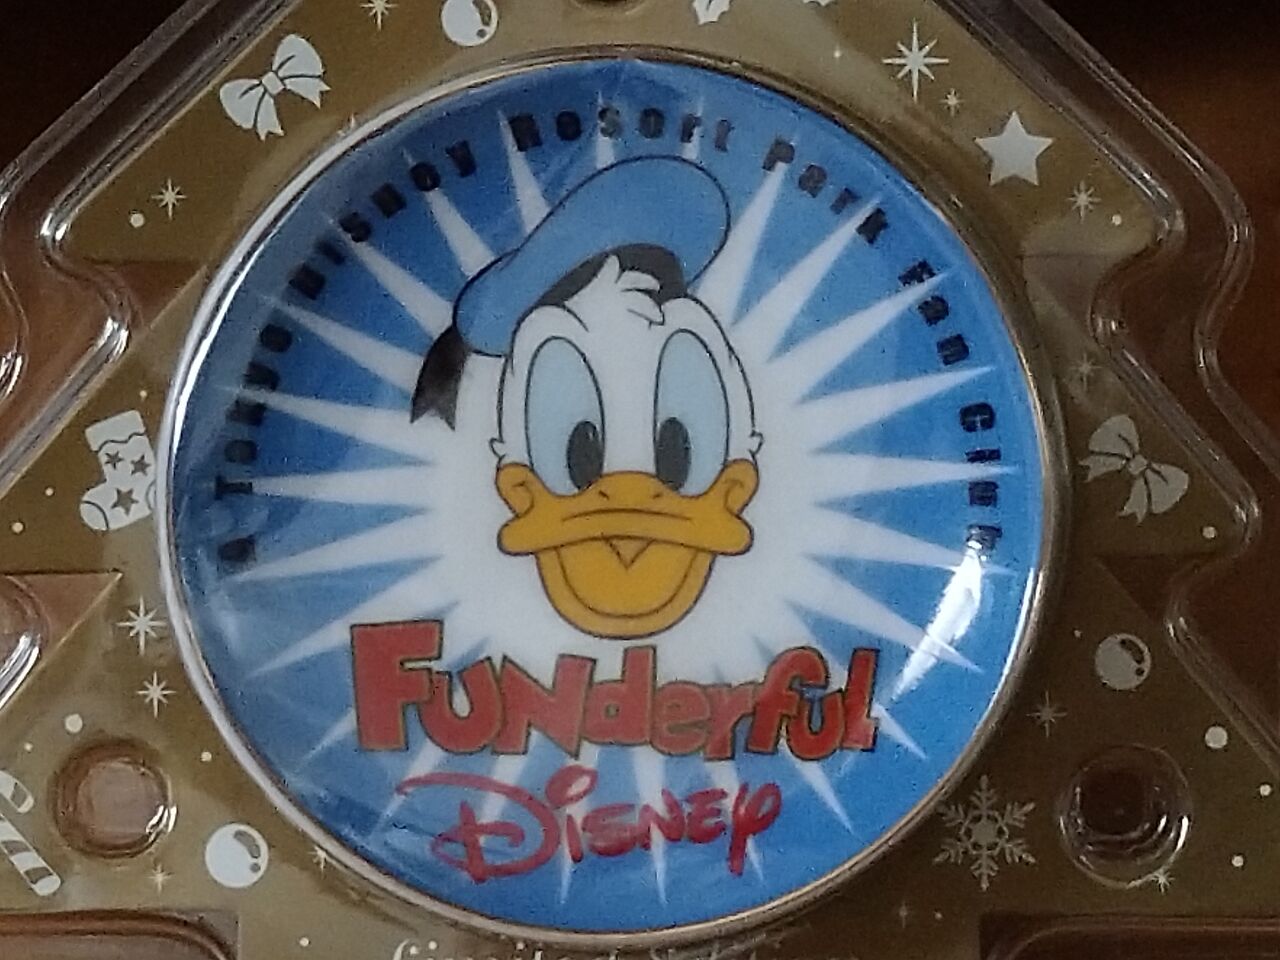 A Tokyo Disney Resort Park Fan Club
FUNderful
Disney